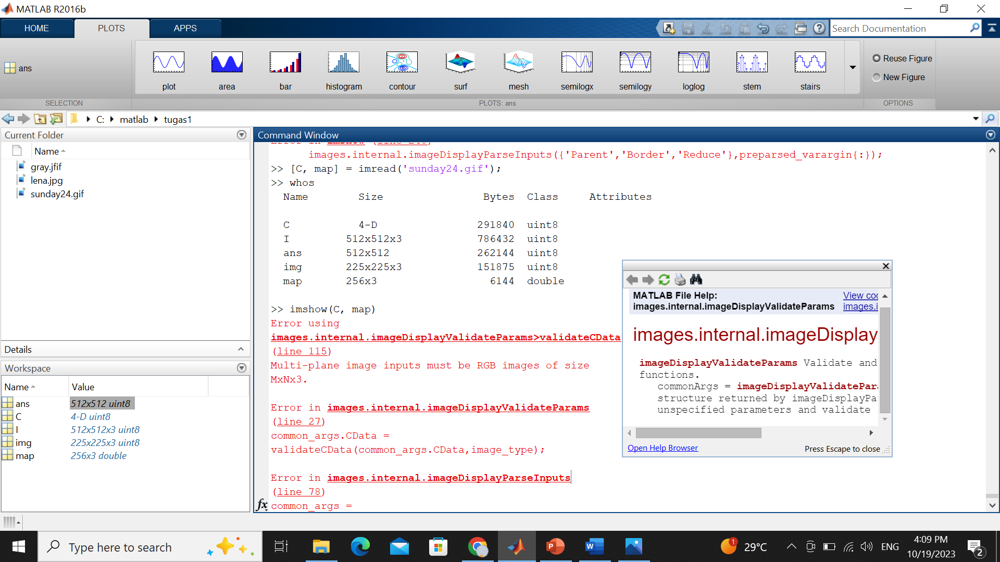 MATLAB R2016b
HOME
PLOTS
APPS
Search Documentation
ans
plot
area
bar
histogram
contour
surf
mesh
semilogx
semilogy
loglog
stem
stairs
Reuse Figure
New Figure
SELECTION
PLOTS: ans
OPTIONS
C:
matlab
tugas1
Current Folder
Name
gray.jfif
lena.jpg
sunday24.gif
Details
Workspace
Name Value
ans 512x512 uint8
C 4-D uint8
I 512x512x3 uint8
img 225x225x3 uint8
map 256x3 double
Command Window
images.internal.imageDisplayParseInputs({'Parent','Border','Reduce'},preparsed_varargin{:});
>> [C, map] = imread('sunday24.gif');
>> whos
Name Size Bytes Class Attributes
C 4-D 291840 uint8
I 512x512x3 786432 uint8
ans 512x512 262144 uint8
img 225x225x3 151875 uint8
map 256x3 6144 double
>> imshow(C, map)
Error using
images.internal.imageDisplayValidateParams>validateCData
(line 115)
Multi-plane image inputs must be RGB images of size
MxNx3.
Error in images.internal.imageDisplayValidateParams
(line 27)
common_args.CData =
validateCData(common_args.CData,image_type);
Error in images.internal.imageDisplayParseInputs
(line 78)
fx common_args =
MATLAB File Help: View
images.internal.imageDisplayValidateParams images.i
images.internal.imageDisplay
imageDisplayValidateParams Validate and
functions.
commonArgs = imageDisplayValidatePar
structure returned by imageDisplayPa
unspecified parameters and validate
Open Help Browser
Press Escape to close
Type here to search
1
29°C
ENG
4:09 PM
10/19/2023
2